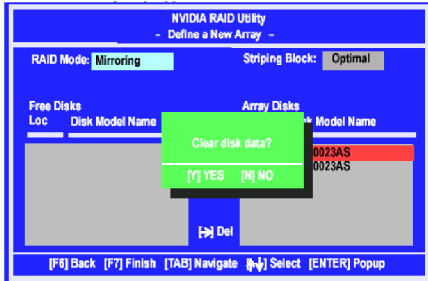 NVIDIA RAID Utility
- Define a New Array -
RAID Mode: Mirroring Striping Block: Optimal
Free Disks Array Disks
Loc Disk Model Name Model Name
Clear disk data?
[Y] YES [N] NO
0023AS
0023AS
Del
[F6] Back [F7] Finish [TAB] Navigate Select [ENTER] Popup